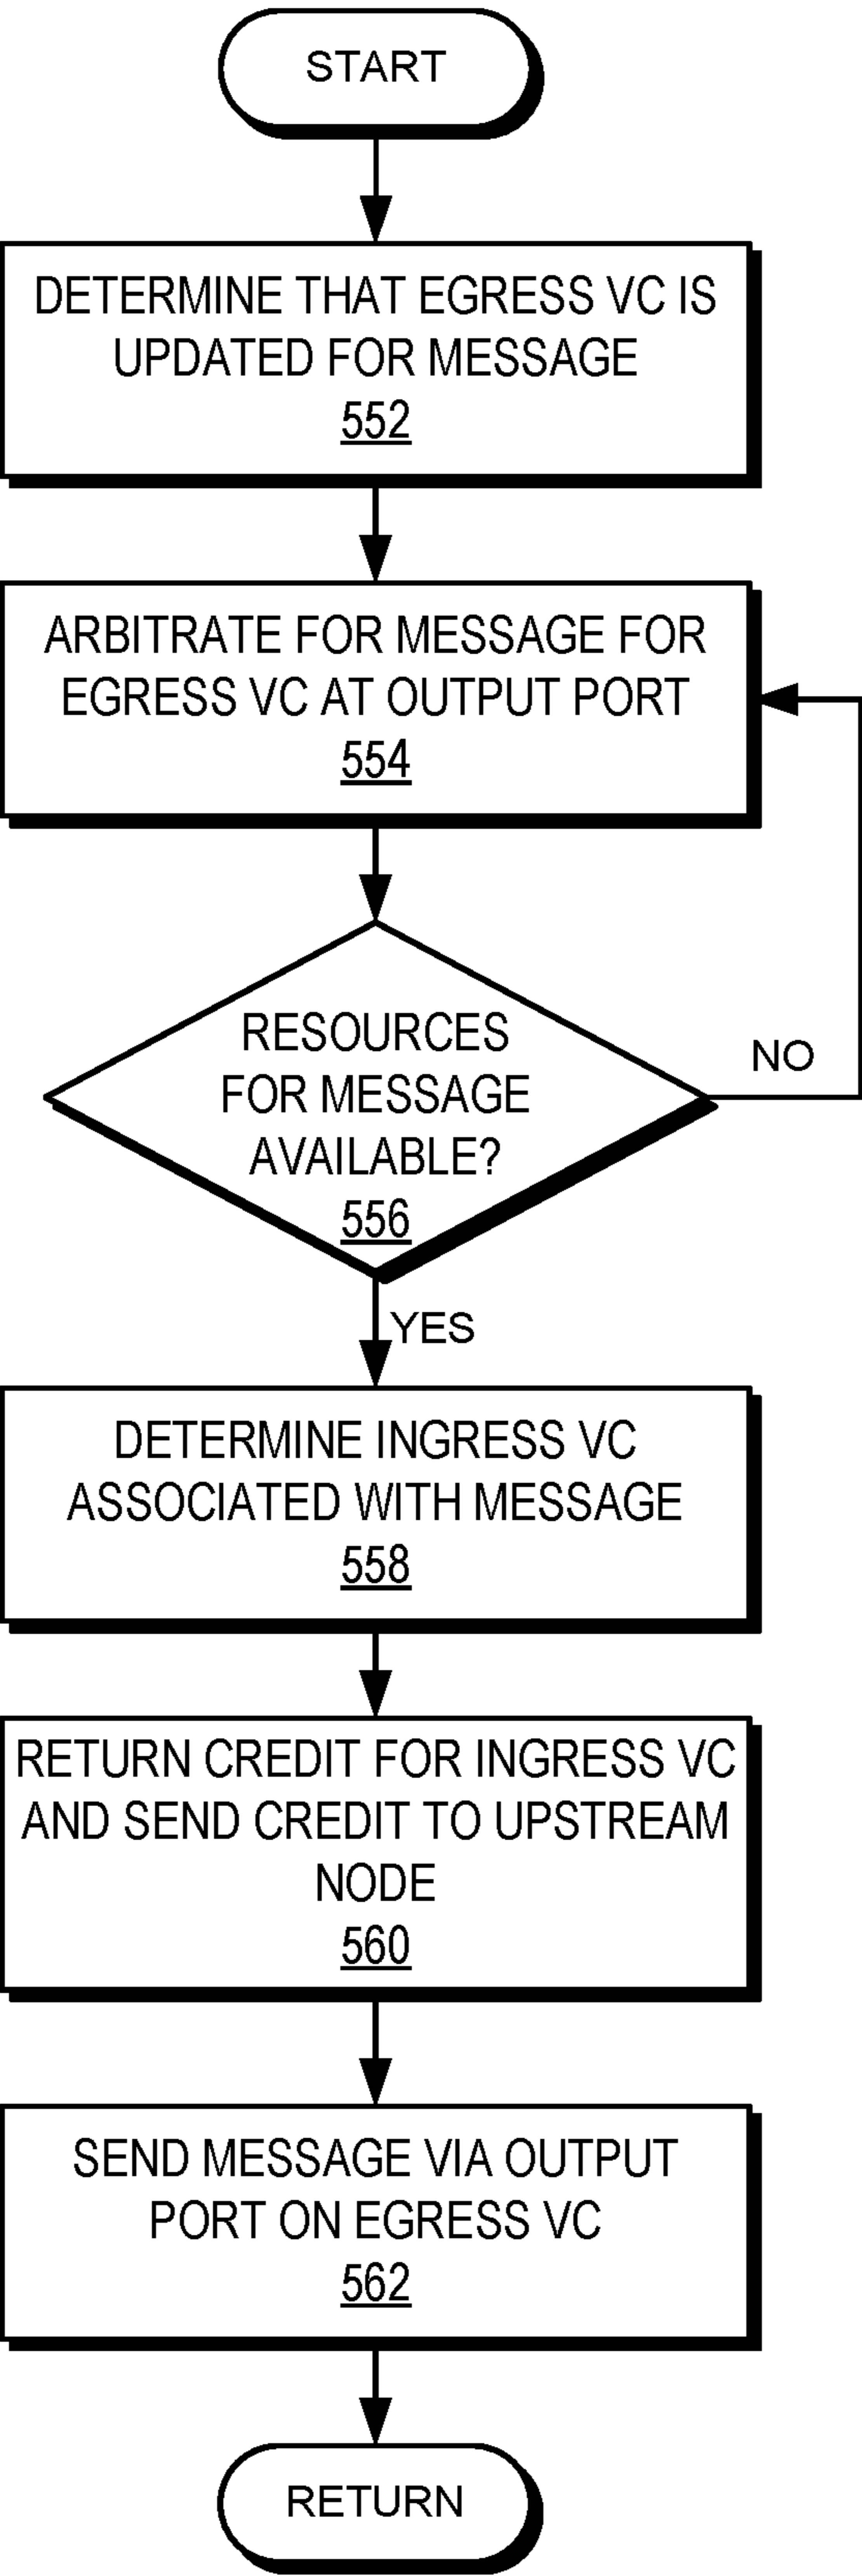 START
DETERMINE THAT EGRESS VC IS
UPDATED FOR MESSAGE
552
ARBITRATE FOR MESSAGE FOR
EGRESS VC AT OUTPUT PORT
554
RESOURCES
FOR MESSAGE
AVAILABLE?
556
NO
YES
DETERMINE INGRESS VC
ASSOCIATED WITH MESSAGE
558
RETURN CREDIT FOR INGRESS VC
AND SEND CREDIT TO UPSTREAM
NODE
560
SEND MESSAGE VIA OUTPUT
PORT ON EGRESS VC
562
RETURN